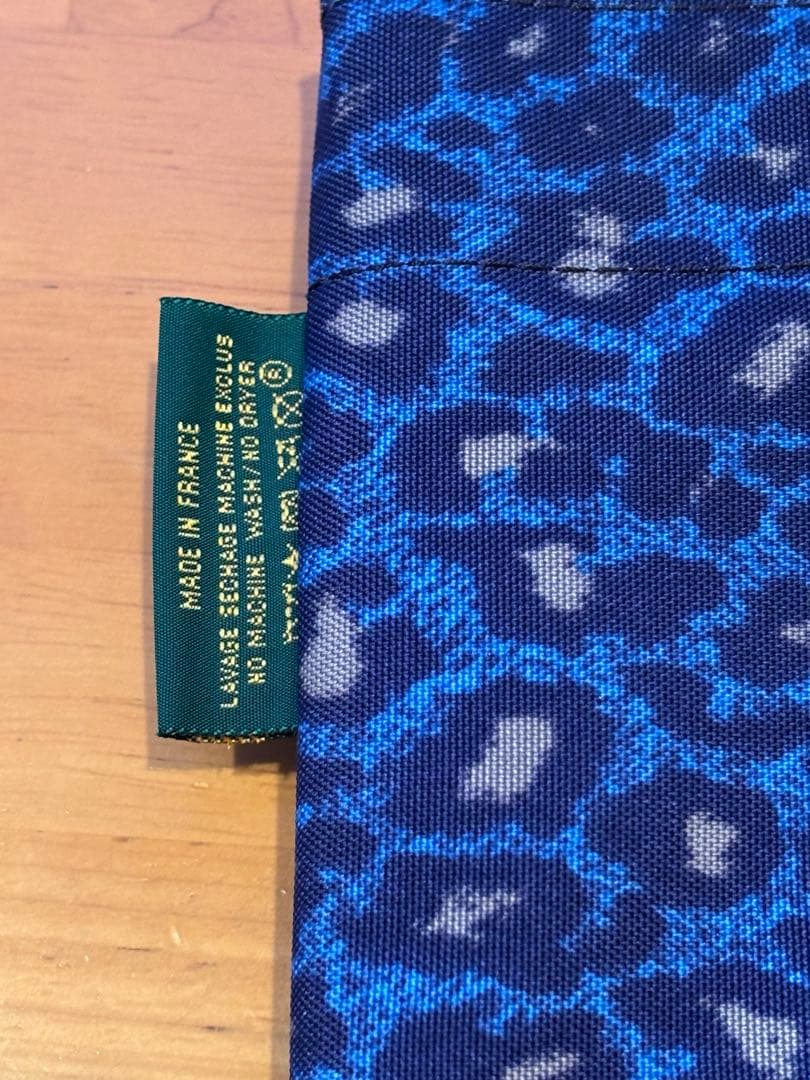 MADE IN FRANCE
LAVAGE SECHAGE MACHINE EXCLUS
NO MACHINE WASH/NO DRYER